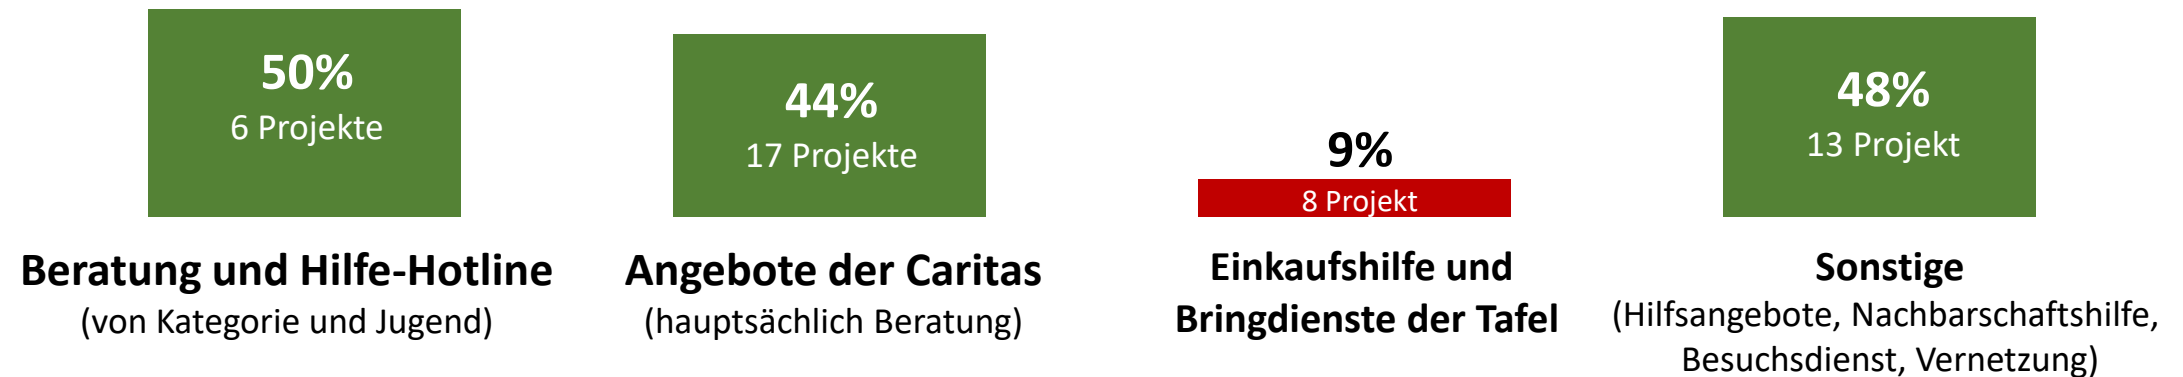 50%
6 Projekte
Beratung und Hilfe-Hotline
(von Kategorie und Jugend)
44%
17 Projekte
Angebote der Caritas
(hauptsächlich Beratung)
9%
8 Projekt
Einkaufshilfe und
Bringdienste der Tafel
48%
13 Projekt
Sonstige
(Hilfsangebote, Nachbarschaftshilfe,
Besuchsdienst, Vernetzung)